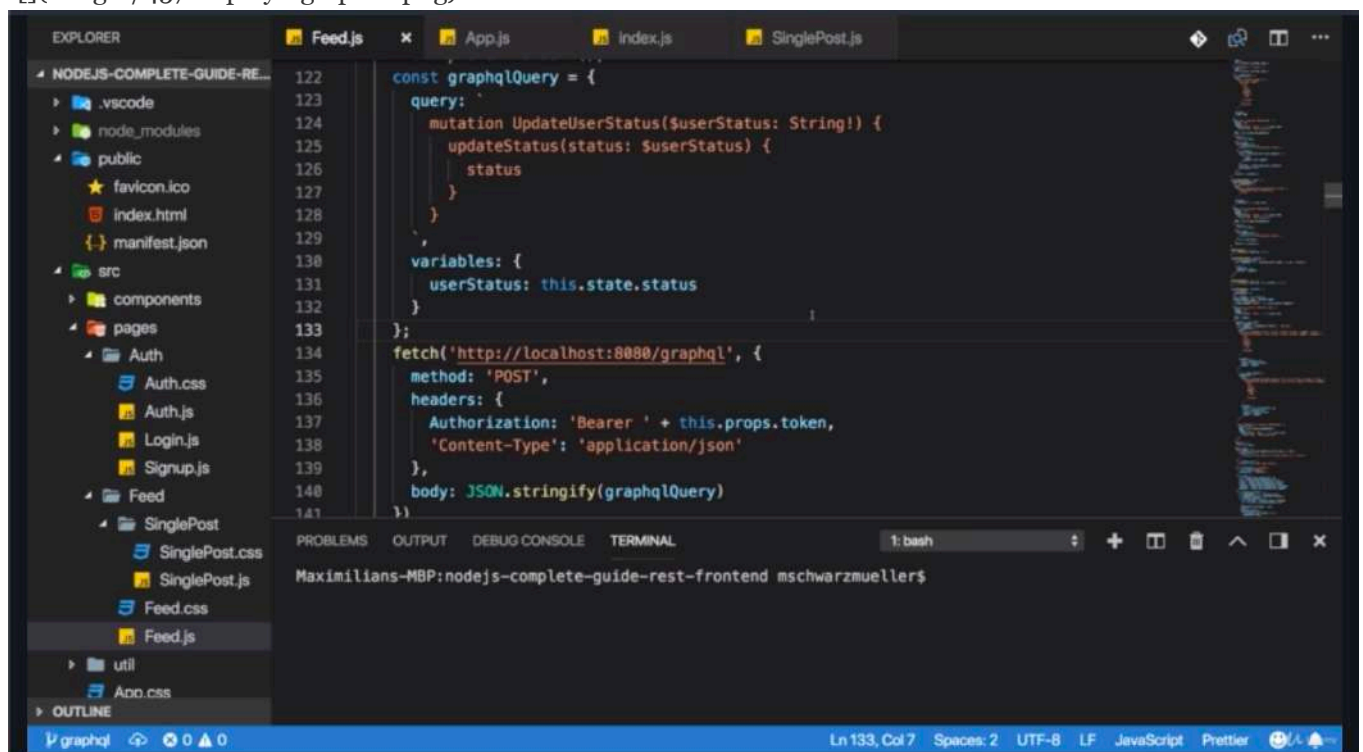 EXPLORER
Feed.js
App.js
index.js
SinglePost.js
NODEJS-COMPLETE-GUIDE-RE...
.vscode
node_modules
public
favicon.ico
index.html
manifest.json
src
components
pages
Auth
Auth.css
Auth.js
Login.js
Signup.js
Feed
SinglePost
SinglePost.css
SinglePost.js
Feed.css
Feed.js
util
App.css
OUTLINE
122 const graphqlQuery = {
123 query: `
124 mutation UpdateUserStatus($userStatus: String!) {
125 updateStatus(status: $userStatus) {
126 status
127 }
128 }
129 `,
130 variables: {
131 userStatus: this.state.status
132 }
133 };
134 fetch('http://localhost:8080/graphql', {
135 method: 'POST',
136 headers: {
137 Authorization: 'Bearer ' + this.props.token,
138 'Content-Type': 'application/json'
139 },
140 body: JSON.stringify(graphqlQuery)
141 })
PROBLEMS OUTPUT DEBUG CONSOLE TERMINAL 1: bash
Maximilians-MBP:nodejs-complete-guide-rest-frontend mschwarzmueller$
graphql 0 0 Ln 133, Col 7 Spaces: 2 UTF-8 LF JavaScript Prettier